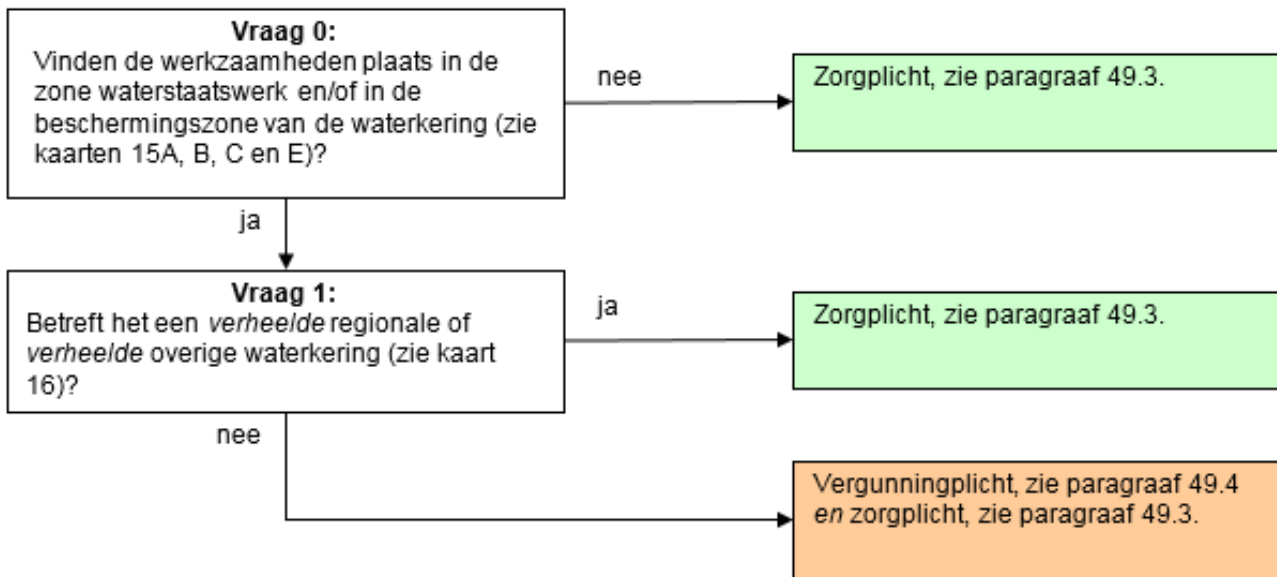 Vraag 0:
Vinden de werkzaamheden plaats in de
zone waterstaatswerk en/of in de
beschermingszone van de waterkering (zie
kaarten 15A, B, C en E)?
nee
Zorgplicht, zie paragraaf 49.3.
ja
Vraag 1:
Betreft het een verheelde regionale of
verheelde overige waterkering (zie kaart
16)?
ja
Zorgplicht, zie paragraaf 49.3.
nee
Vergunningplicht, zie paragraaf 49.4
en zorgplicht, zie paragraaf 49.3.